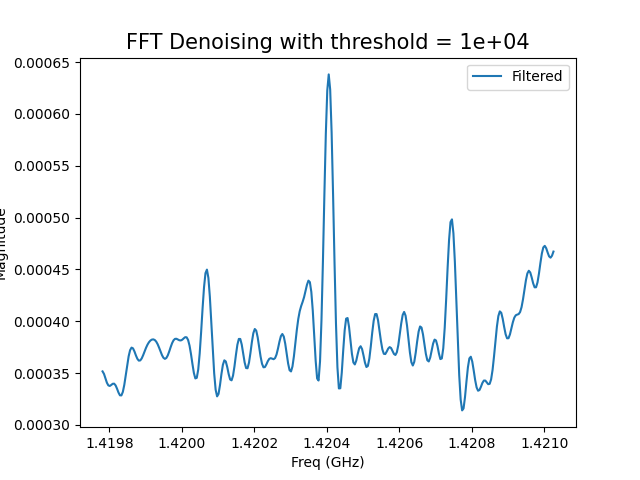 FFT Denoising with threshold = 1e+04
Filtered
0.00065
0.00060
0.00055
0.00050
0.00045
0.00040
0.00035
0.00030
Magnitude
1.4198 1.4200 1.4202 1.4204 1.4206 1.4208 1.4210
Freq (GHz)